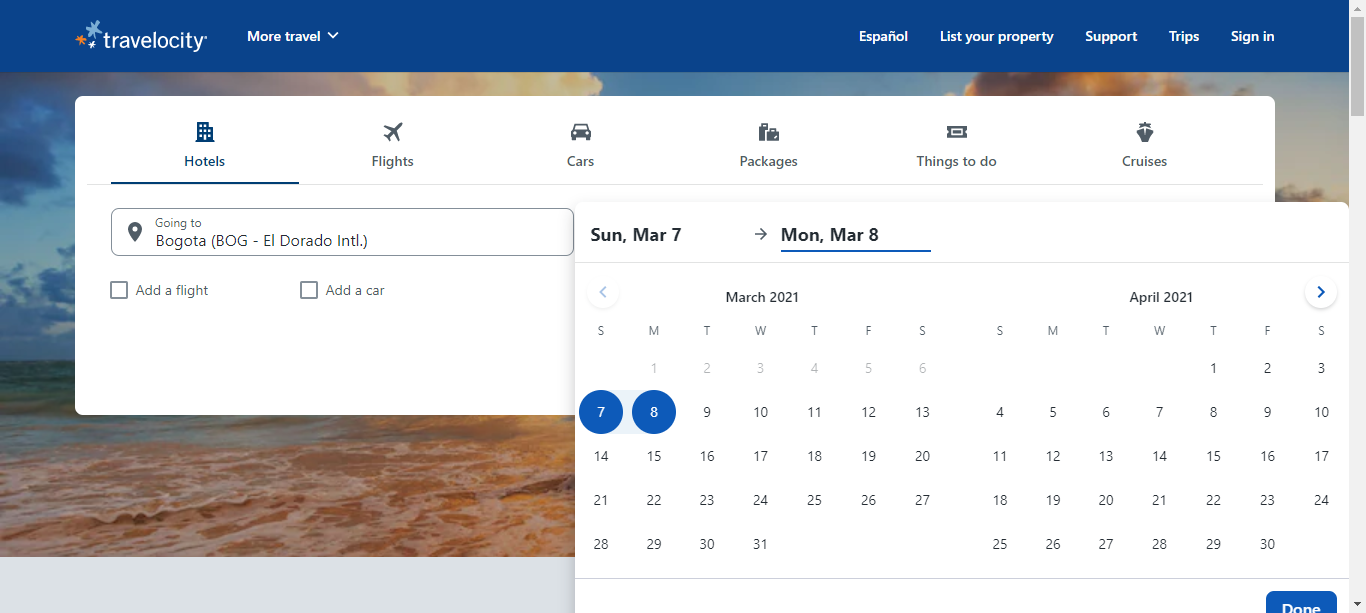 travelocity
More travel
Español
List your property
Support
Trips
Sign in
Hotels
Flights
Cars
Packages
Things to do
Cruises
Going to
Bogota (BOG - El Dorado Intl.)
Add a flight
Add a car
Sun, Mar 7
Mon, Mar 8
March 2021
S M T W T F S
1 2 3 4 5 6
7 8 9 10 11 12 13
14 15 16 17 18 19 20
21 22 23 24 25 26 27
28 29 30 31
April 2021
S M T W T F S
1 2 3
4 5 6 7 8 9 10
11 12 13 14 15 16 17
18 19 20 21 22 23 24
25 26 27 28 29 30
Done